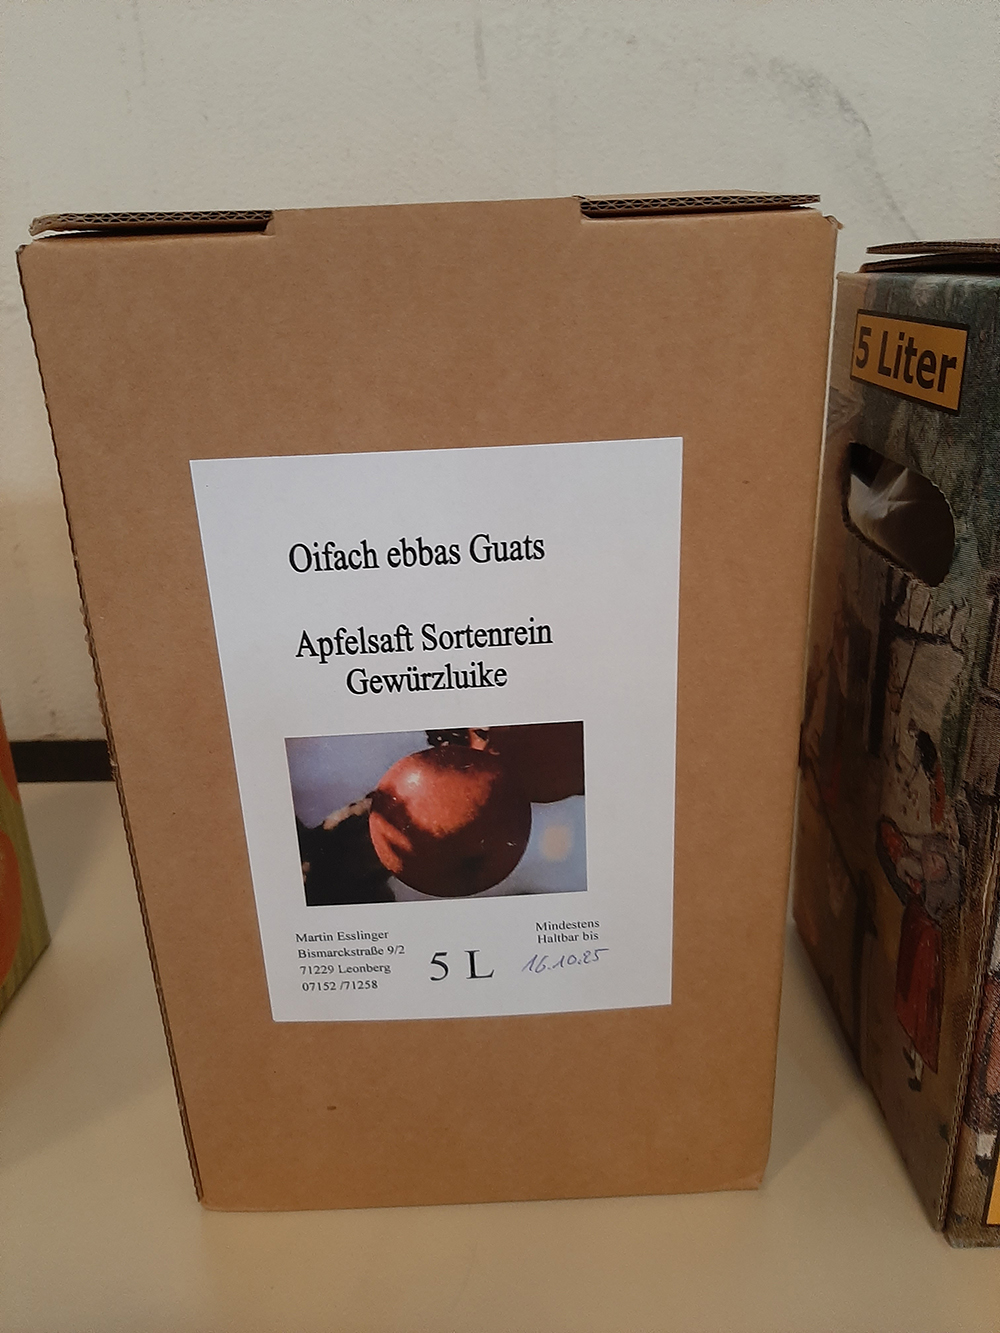 Oifach ebbas Guats
Apfelsaft Sortenrein
Gewürzluike
Martin Esslinger
Bismarckstraße 9/2
71229 Leonberg
07152 /71258
5 L
Mindestens
Haltbar bis
16.10.25
5 Liter